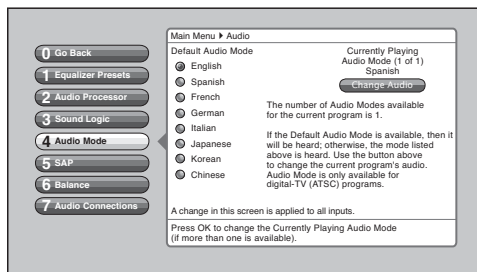 Main Menu ▸ Audio
0 Go Back
1 Equalizer Presets
2 Audio Processor
3 Sound Logic
4 Audio Mode
5 SAP
6 Balance
7 Audio Connections
Default Audio Mode
English
Spanish
French
German
Italian
Japanese
Korean
Chinese
Currently Playing
Audio Mode (1 of 1)
Spanish
Change Audio
The number of Audio Modes available
for the current program is 1.
If the Default Audio Mode is available, then it
will be heard; otherwise, the mode listed
above is heard. Use the button above
to change the current program's audio.
Audio Mode is only available for
digital-TV (ATSC) programs.
A change in this screen is applied to all inputs.
Press OK to change the Currently Playing Audio Mode
(if more than one is available).